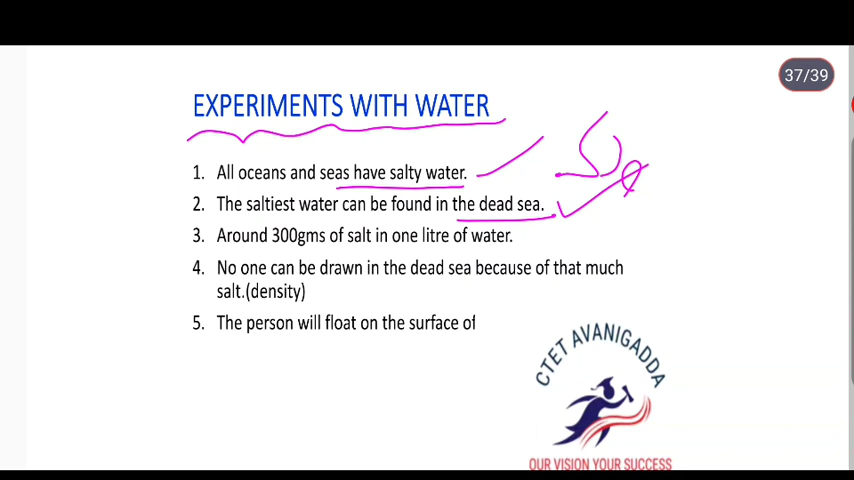 37/39
EXPERIMENTS WITH WATER
1. All oceans and seas have salty water.
2. The saltiest water can be found in the dead sea.
3. Around 300gms of salt in one litre of water.
4. No one can be drawn in the dead sea because of that much
salt.(density)
5. The person will float on the surface of
CTET AVANIGADDA
OUR VISION YOUR SUCCESS